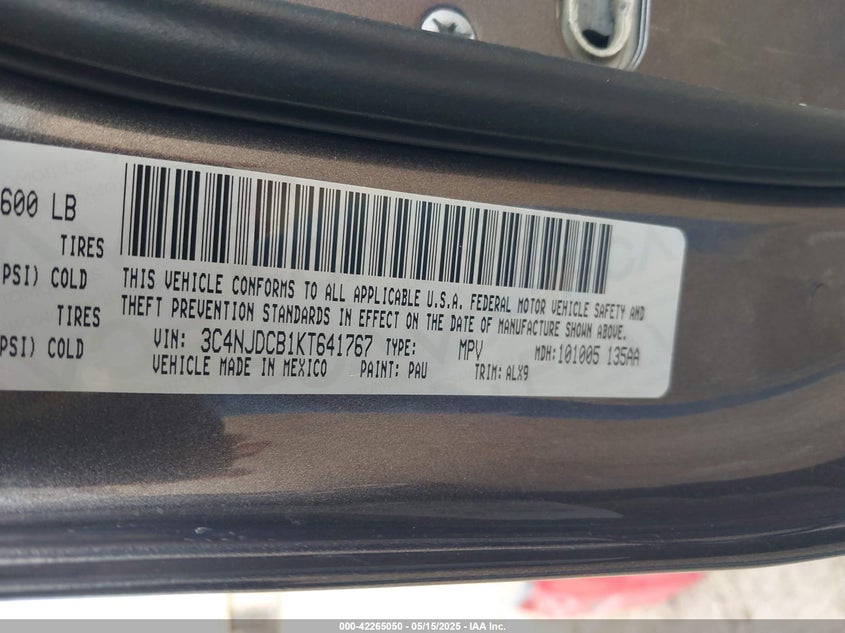 600 LB
TIRES
PSI) COLD
TIRES
PSI) COLD
THIS VEHICLE CONFORMS TO ALL APPLICABLE U.S.A. FEDERAL MOTOR VEHICLE SAFETY AND
THEFT PREVENTION STANDARDS IN EFFECT ON THE DATE OF MANUFACTURE SHOWN ABOVE.
VIN: 3C4NJDCB1KT641767 TYPE: MPV MDH:101005 135AA
VEHICLE MADE IN MEXICO PAINT: PAU TRIM: ALX9
000-42265050 - 05/15/2025 - IAA Inc.